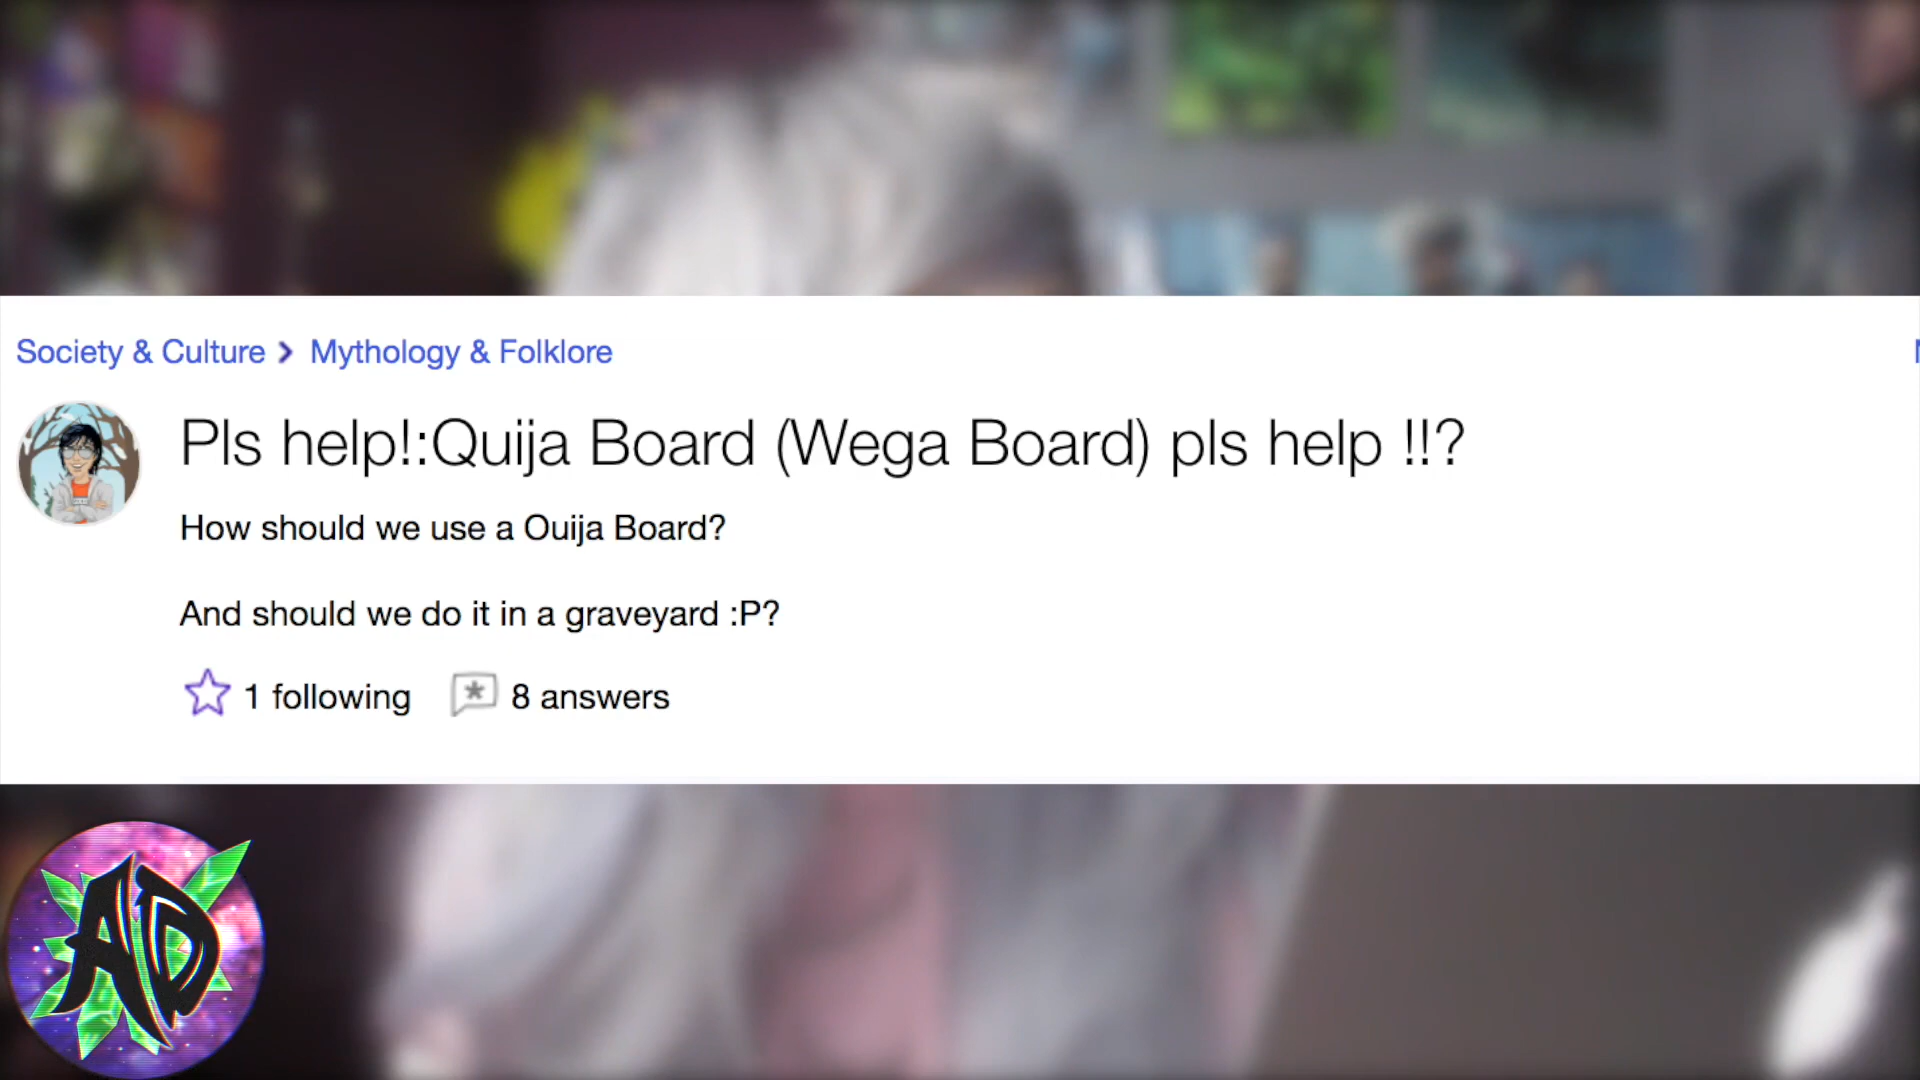 Society & Culture > Mythology & Folklore
Pls help!:Quija Board (Wega Board) pls help !!?
How should we use a Ouija Board?
And should we do it in a graveyard :P?
1 following 8 answers
AD